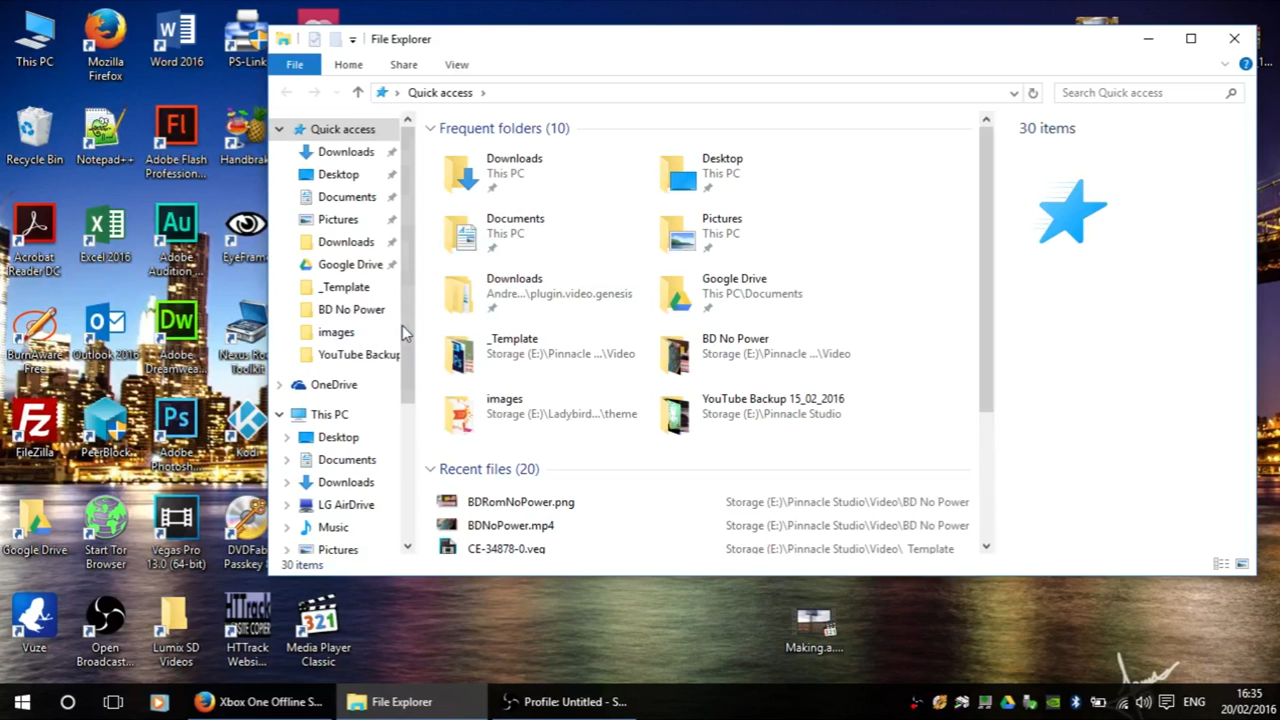 This PC
Mozilla
Firefox
Word 2016
PS-Link
Recycle Bin
Notepad++
Adobe Flash
Profession...
Handbrak
Acrobat
Reader DC
Excel 2016
Adobe
Audition...
EyeFram
BurnAware
Free
Outlook 2016
Adobe
Dreamwea...
Nexus Ro
Toolkit
FileZilla
PeerBlock
Adobe
Photosh...
Kodi
Google Drive
Start Tor
Browser
Vegas Pro
13.0 (64-bit)
DVDFab
Passkey
Vuze
Open
Broadcast...
Lumix SD
Videos
HTTrack
Websi...
Media Player
Classic
Making.a....
File Explorer
File
Home
Share
View
Quick access
Search Quick access
Quick access
Downloads
Desktop
Documents
Pictures
Downloads
Google Drive
_Template
BD No Power
images
YouTube Backup
OneDrive
This PC
Desktop
Documents
Downloads
LG AirDrive
Music
Pictures
Frequent folders (10)
Downloads
This PC
Desktop
This PC
Documents
This PC
Pictures
This PC
Downloads
Andre...\plugin.video.genesis
Google Drive
This PC\Documents
_Template
Storage (E:)\Pinnacle ...\Video
BD No Power
Storage (E:)\Pinnacle ...\Video
images
Storage (E:)\Ladybird...\theme
YouTube Backup 15_02_2016
Storage (E:)\Pinnacle Studio
Recent files (20)
BDRomNoPower.png Storage (E:)\Pinnacle Studio\Video\BD No Power
BDNoPower.mp4 Storage (E:)\Pinnacle Studio\Video\BD No Power
CE-34878-0.veg Storage (E:)\Pinnacle Studio\Video\_Template
30 items
30 items
Xbox One Offline S...
File Explorer
Profile: Untitled - S...
ENG
16:35
20/02/2016